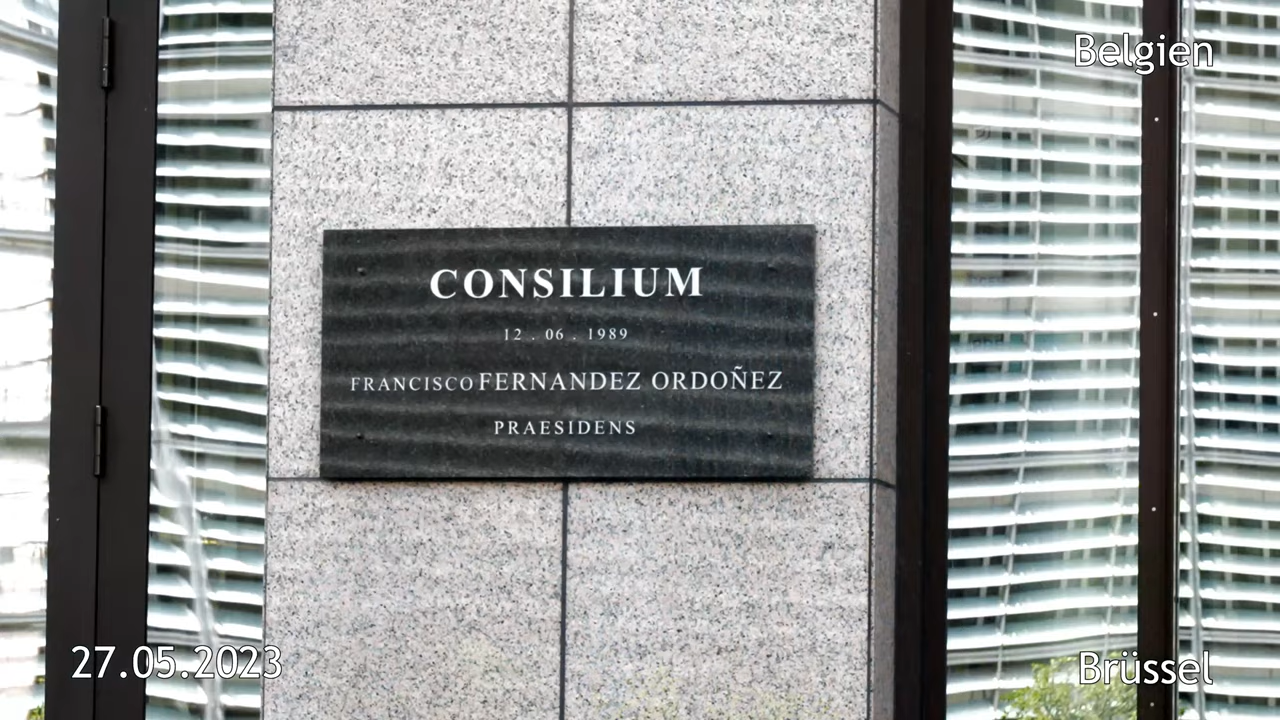 Belgien
CONSILIUM
12 . 06 . 1989
FRANCISCO FERNANDEZ ORDOÑEZ
PRAESIDENS
27.05.2023
Brüssel